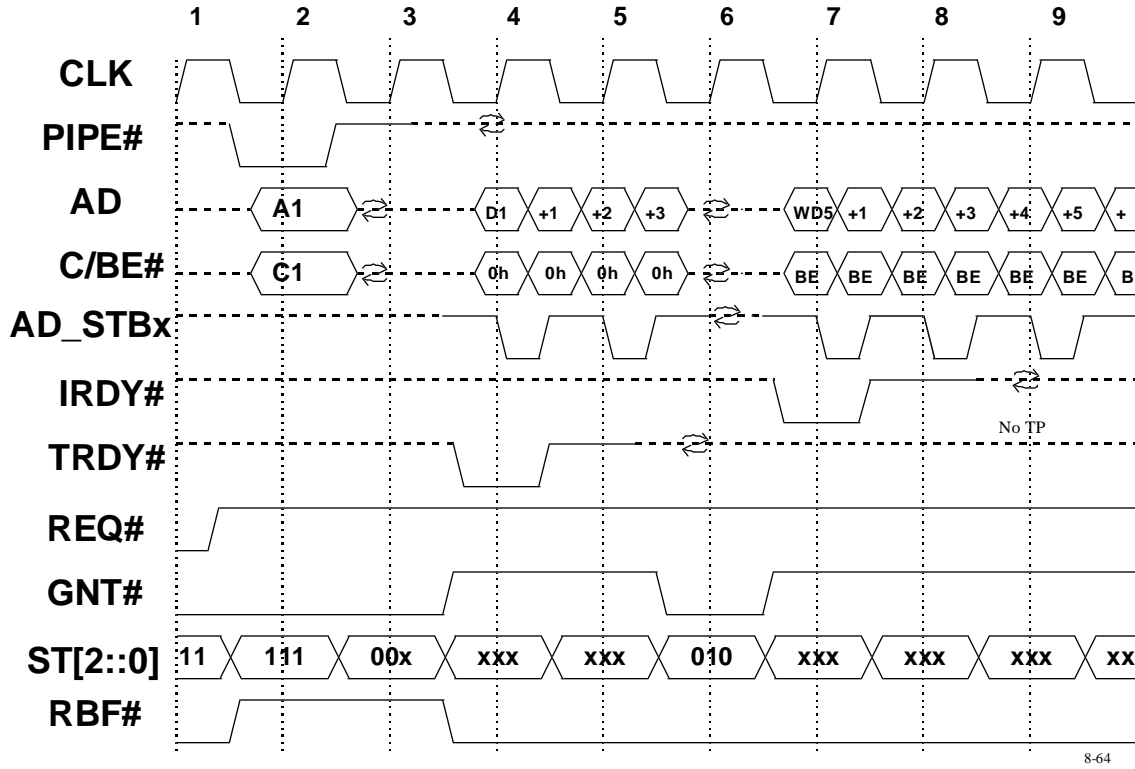 1 2 3 4 5 6 7 8 9
CLK
PIPE#
AD A1 D1 +1 +2 +3 WD5 +1 +2 +3 +4 +5 +
C/BE# C1 0h 0h 0h 0h BE BE BE BE BE BE B
AD_STBx
IRDY#
No TP
TRDY#
REQ#
GNT#
ST[2::0] 11 111 00x xxx xxx 010 xxx xxx xxx xx
RBF#
8-64